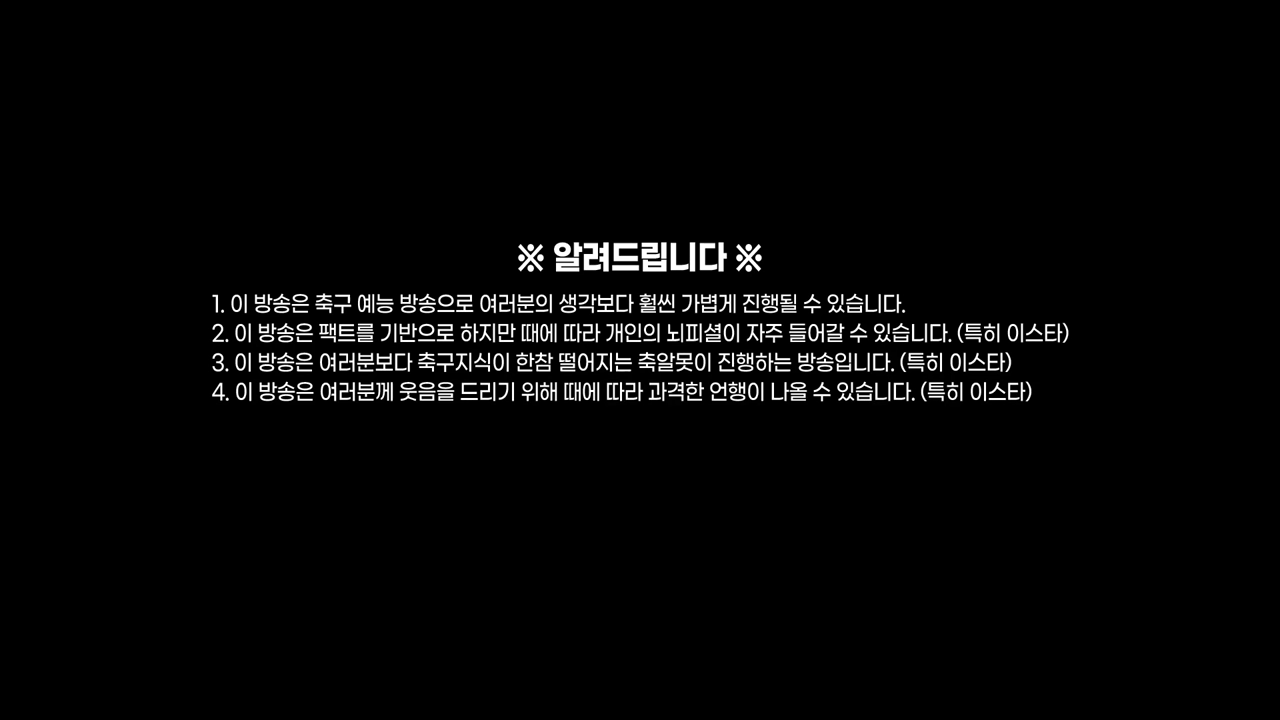 ※ 알려드립니다 ※
1. 이 방송은 축구 예능 방송으로 여러분의 생각보다 훨씬 가볍게 진행될 수 있습니다.
2. 이 방송은 팩트를 기반으로 하지만 때에 따라 개인의 뇌피셜이 자주 들어갈 수 있습니다. (특히 이스타)
3. 이 방송은 여러분보다 축구지식이 한참 떨어지는 축알못이 진행하는 방송입니다. (특히 이스타)
4. 이 방송은 여러분께 웃음을 드리기 위해 때에 따라 과격한 언행이 나올 수 있습니다. (특히 이스타)